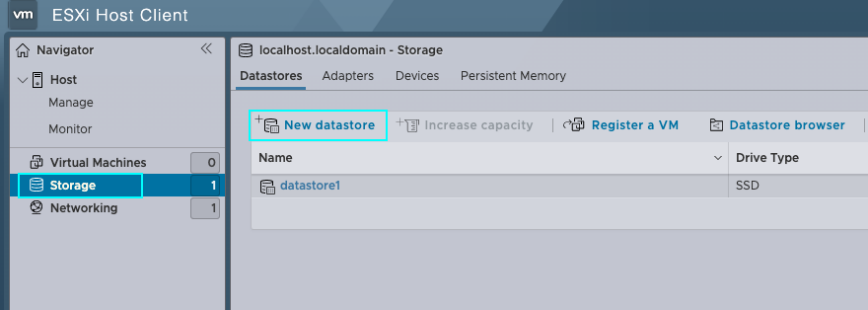 vm ESXi Host Client
Navigator
Host
Manage
Monitor
Virtual Machines 0
Storage 1
Networking 1
localhost.localdomain - Storage
Datastores Adapters Devices Persistent Memory
New datastore Increase capacity Register a VM Datastore browser
Name Drive Type
datastore1 SSD